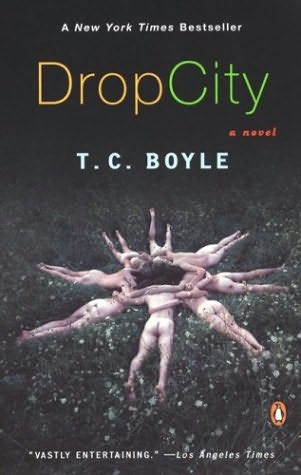 A New York Times Bestseller
DropCity
a novel
T. C. BOYLE
"VASTLY ENTERTAINING." —Los Angeles Times